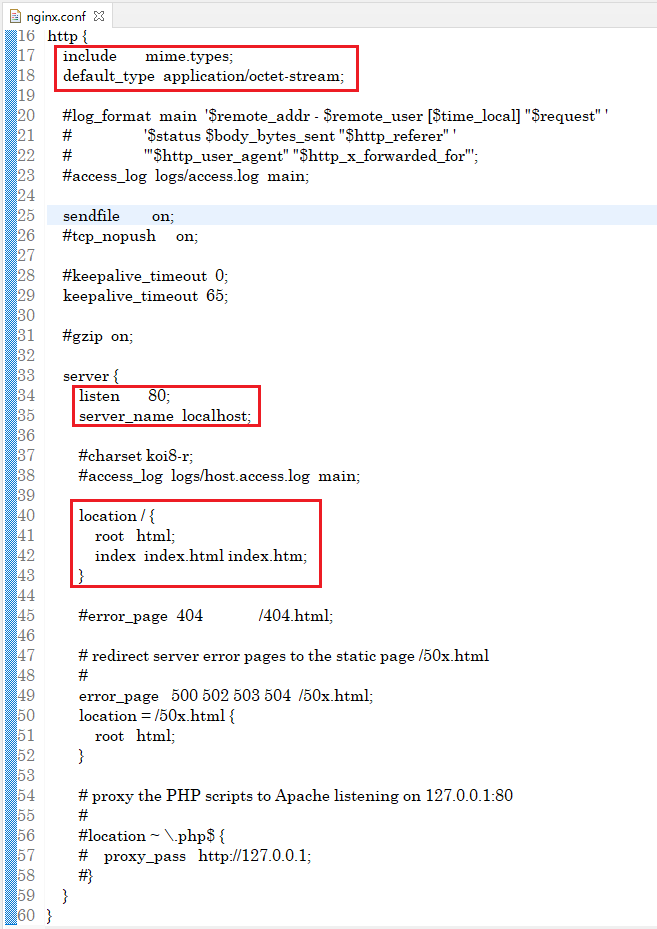 nginx.conf
16 http {
17     include       mime.types;
18     default_type  application/octet-stream;
19
20     #log_format  main  '$remote_addr - $remote_user [$time_local] "$request" '
21     #                  '$status $body_bytes_sent "$http_referer" '
22     #                  '"$http_user_agent" "$http_x_forwarded_for"';
23     #access_log  logs/access.log  main;
24
25     sendfile        on;
26     #tcp_nopush     on;
27
28     #keepalive_timeout  0;
29     keepalive_timeout  65;
30
31     #gzip  on;
32
33     server {
34         listen       80;
35         server_name  localhost;
36
37         #charset koi8-r;
38         #access_log  logs/host.access.log  main;
39
40         location / {
41             root   html;
42             index  index.html index.htm;
43         }
44
45         #error_page  404              /404.html;
46
47         # redirect server error pages to the static page /50x.html
48         #
49         error_page   500 502 503 504  /50x.html;
50         location = /50x.html {
51             root   html;
52         }
53
54         # proxy the PHP scripts to Apache listening on 127.0.0.1:80
55         #
56         #location ~ \.php$ {
57         #    proxy_pass   http://127.0.0.1;
58         #}
59     }
60 }